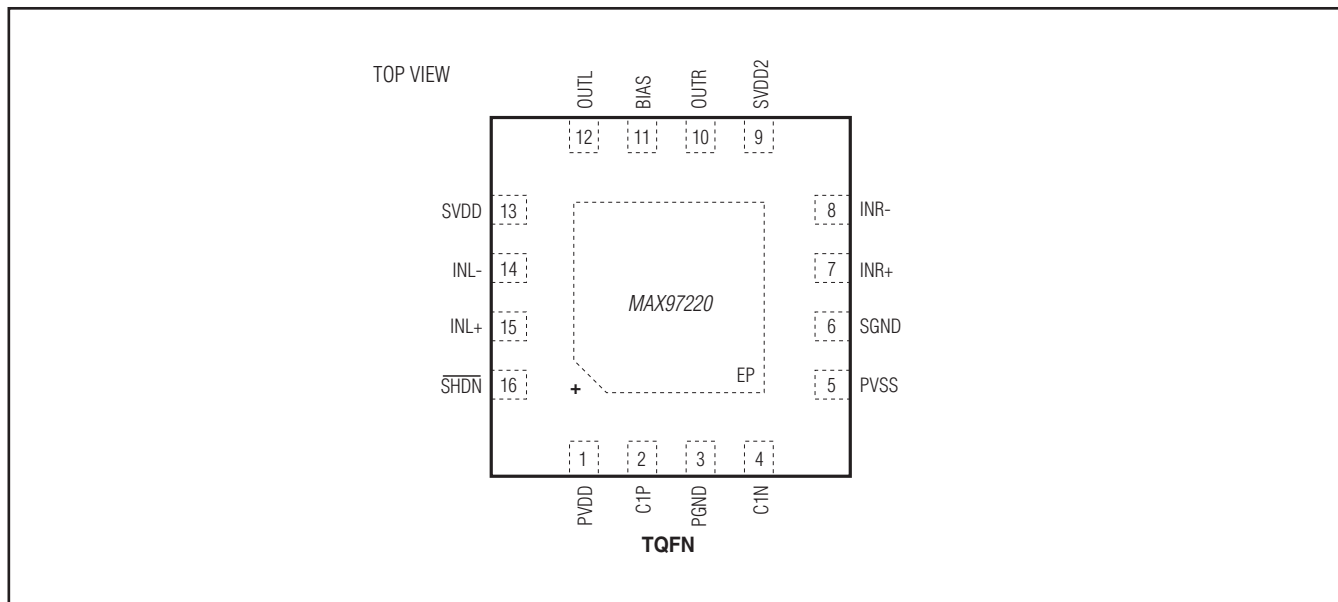 TOP VIEW
OUTL
BIAS
OUTR
SVDD2
12
11
10
9
SVDD 13
8 INR-
INL- 14
7 INR+
MAX97220
INL+ 15
6 SGND
EP
SHDN 16
5 PVSS
+
1
2
3
4
PVDD
C1P
PGND
C1N
TQFN